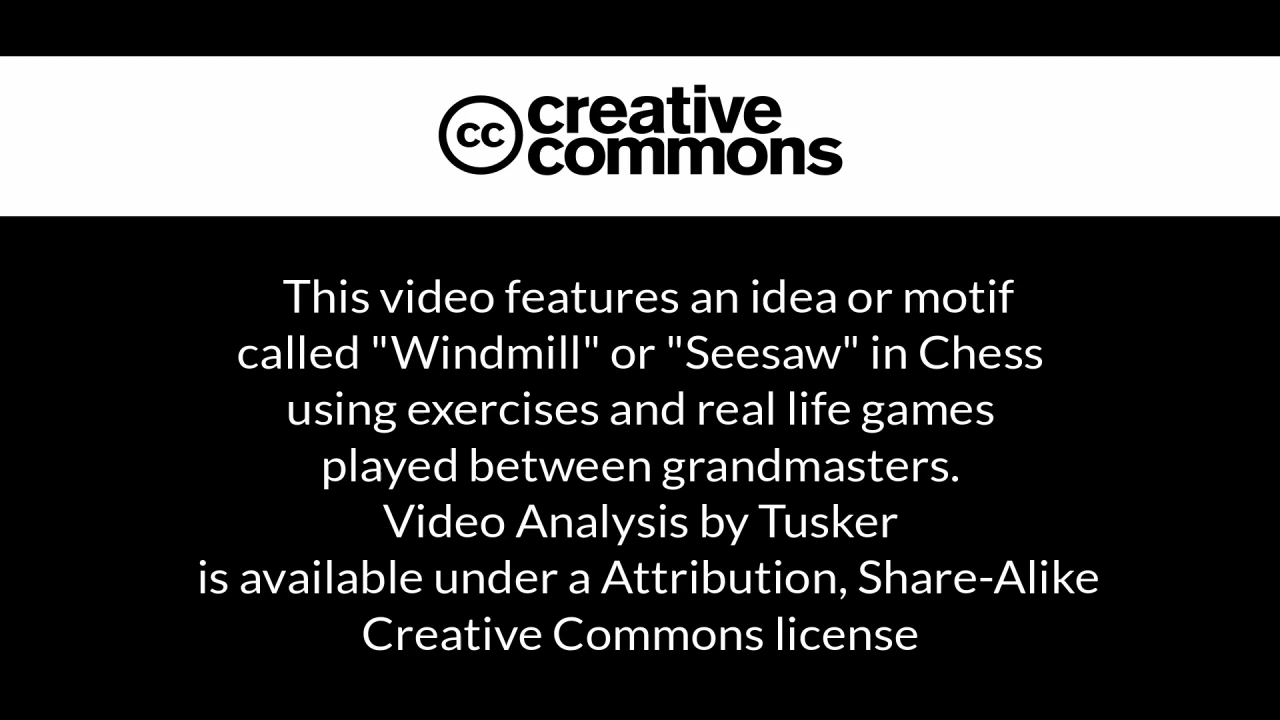 cc creative
commons
This video features an idea or motif
called "Windmill" or "Seesaw" in Chess
using exercises and real life games
played between grandmasters.
Video Analysis by Tusker
is available under a Attribution, Share-Alike
Creative Commons license